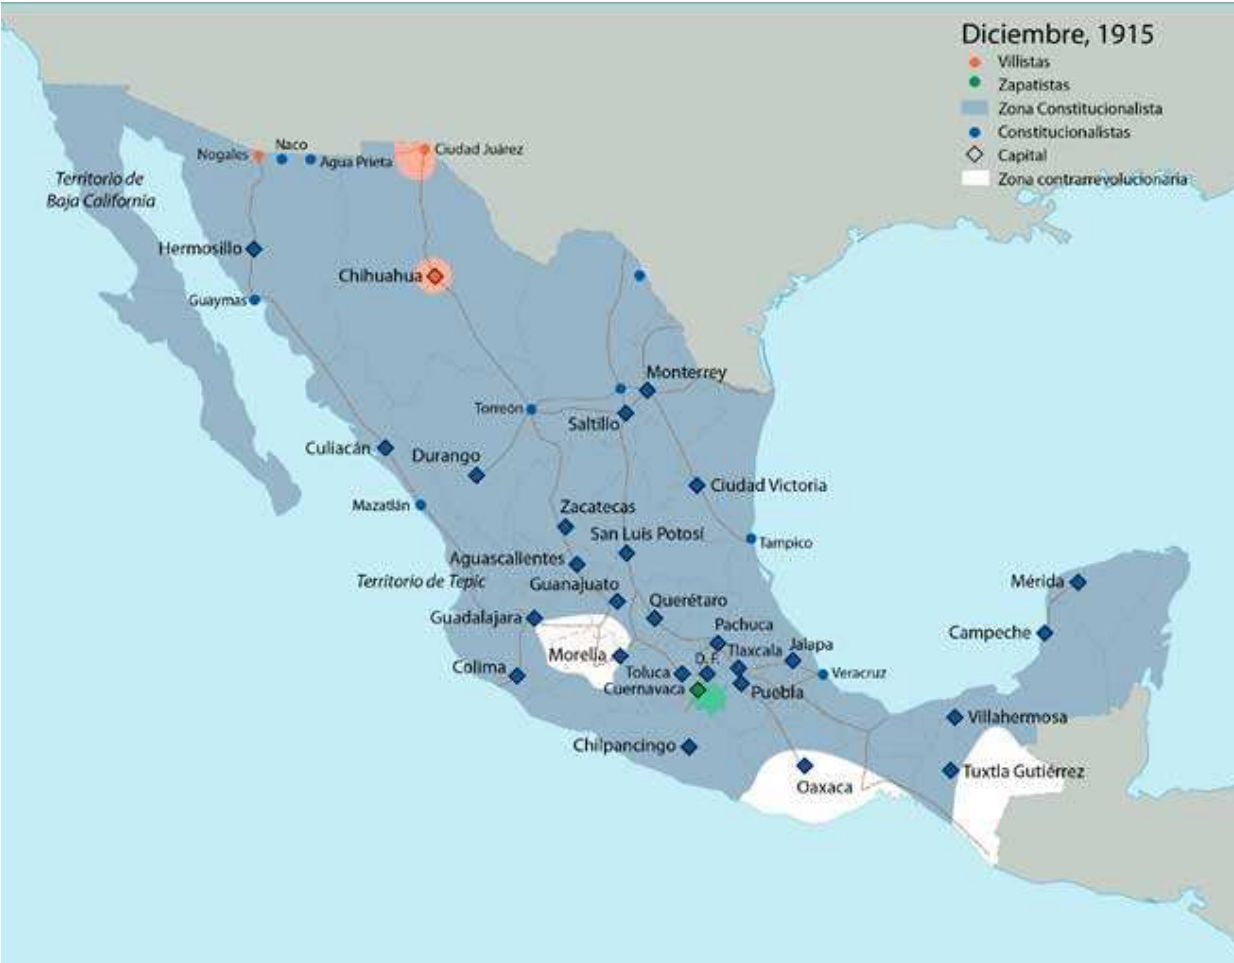 Diciembre, 1915
Villistas
Zapatistas
Zona Constitucionalista
Constitucionalistas
Capital
Zona contrarrevolucionaria
Nogales
Naco
Agua Prieta
Ciudad Juárez
Territorio de
Baja California
Hermosillo
Chihuahua
Guaymas
Monterrey
Torreón
Saltillo
Culiacán
Durango
Ciudad Victoria
Mazatlán
Zacatecas
San Luis Potosí
Tampico
Aguascalientes
Territorio de Tepic
Guanajuato
Mérida
Querétaro
Guadalajara
Pachuca
Campeche
Jalapa
Tlaxcala
D. F.
Morelia
Colima
Toluca
Veracruz
Cuernavaca
Puebla
Villahermosa
Chilpancingo
Tuxtla Gutiérrez
Oaxaca